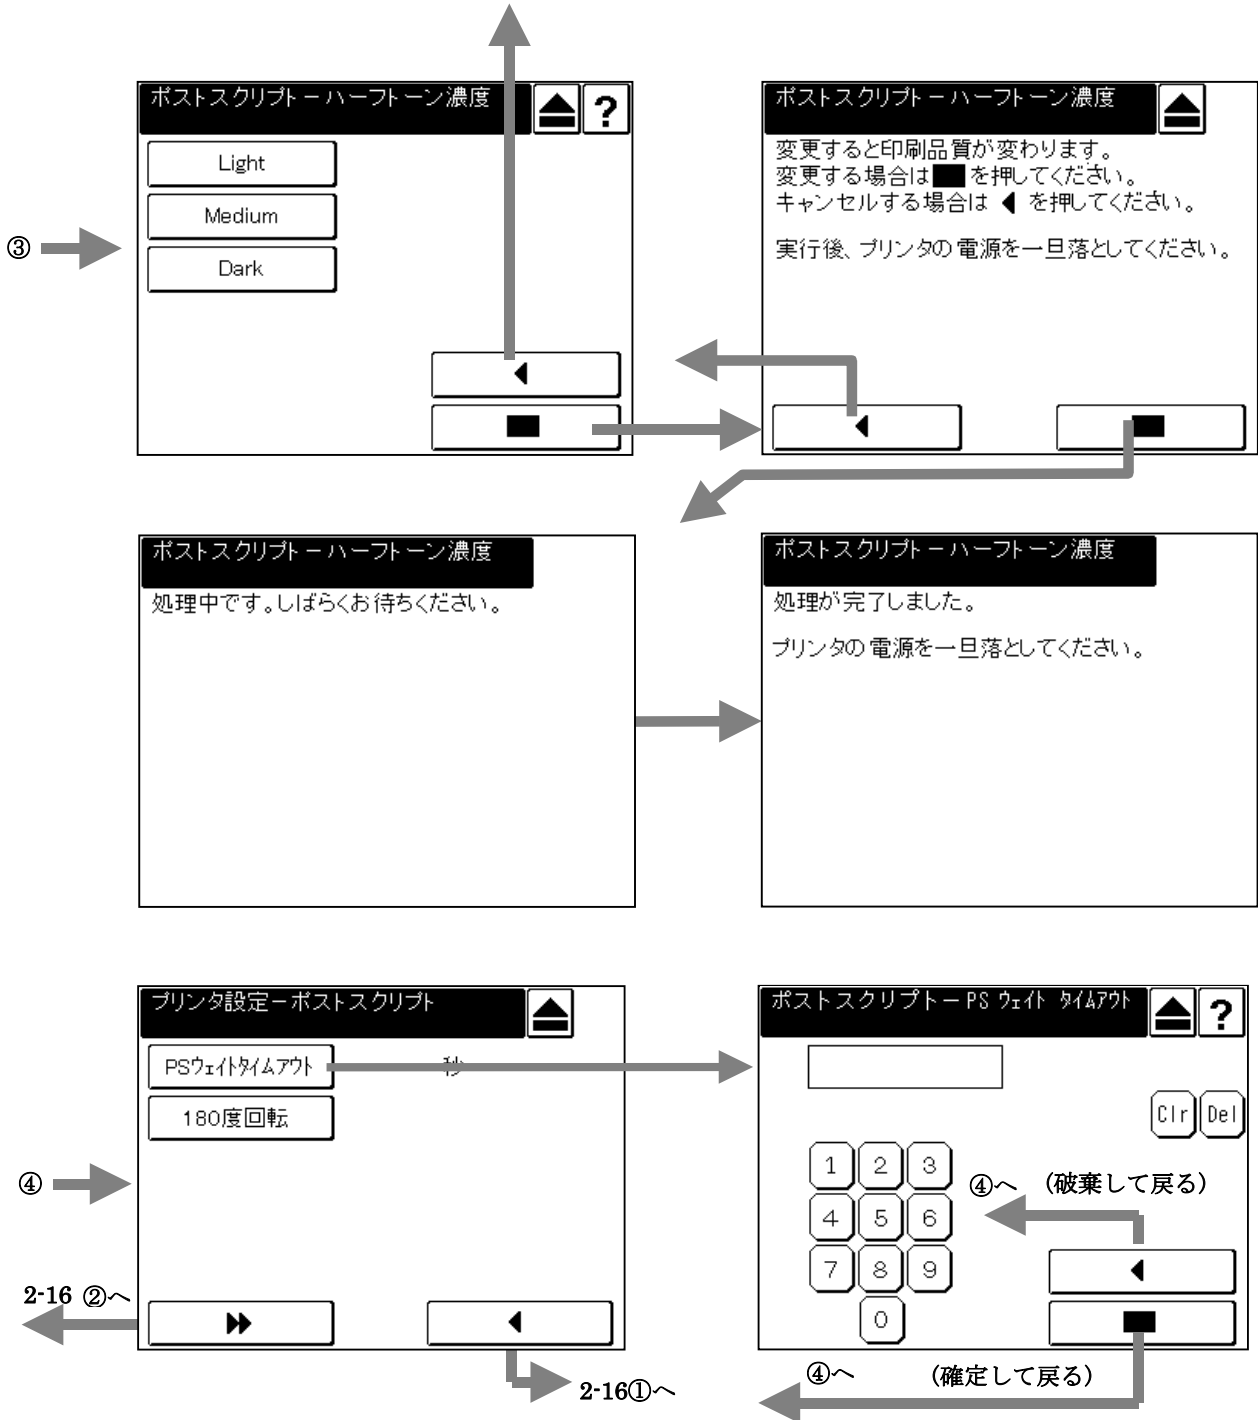 ポストスクリプトーハーフトーン濃度
?
Light
Medium
Dark
③
ポストスクリプトーハーフトーン濃度
変更すると印刷品質が変わります。
変更する場合は■を押してください。
キャンセルする場合は ◀ を押してください。
実行後、プリンタの電源を一旦落としてください。
ポストスクリプトーハーフトーン濃度
処理中です。しばらくお待ちください。
ポストスクリプトーハーフトーン濃度
処理が完了しました。
プリンタの電源を一旦落としてください。
プリンタ設定ーポストスクリプト
PSウェイトタイムアウト 秒
180度回転
④
2-16 ②へ
2-16①へ
ポストスクリプトーPS ウェイト タイムアウト
?
Clr Del
1 2 3
4 5 6
7 8 9
0
④へ (破棄して戻る)
④へ (確定して戻る)